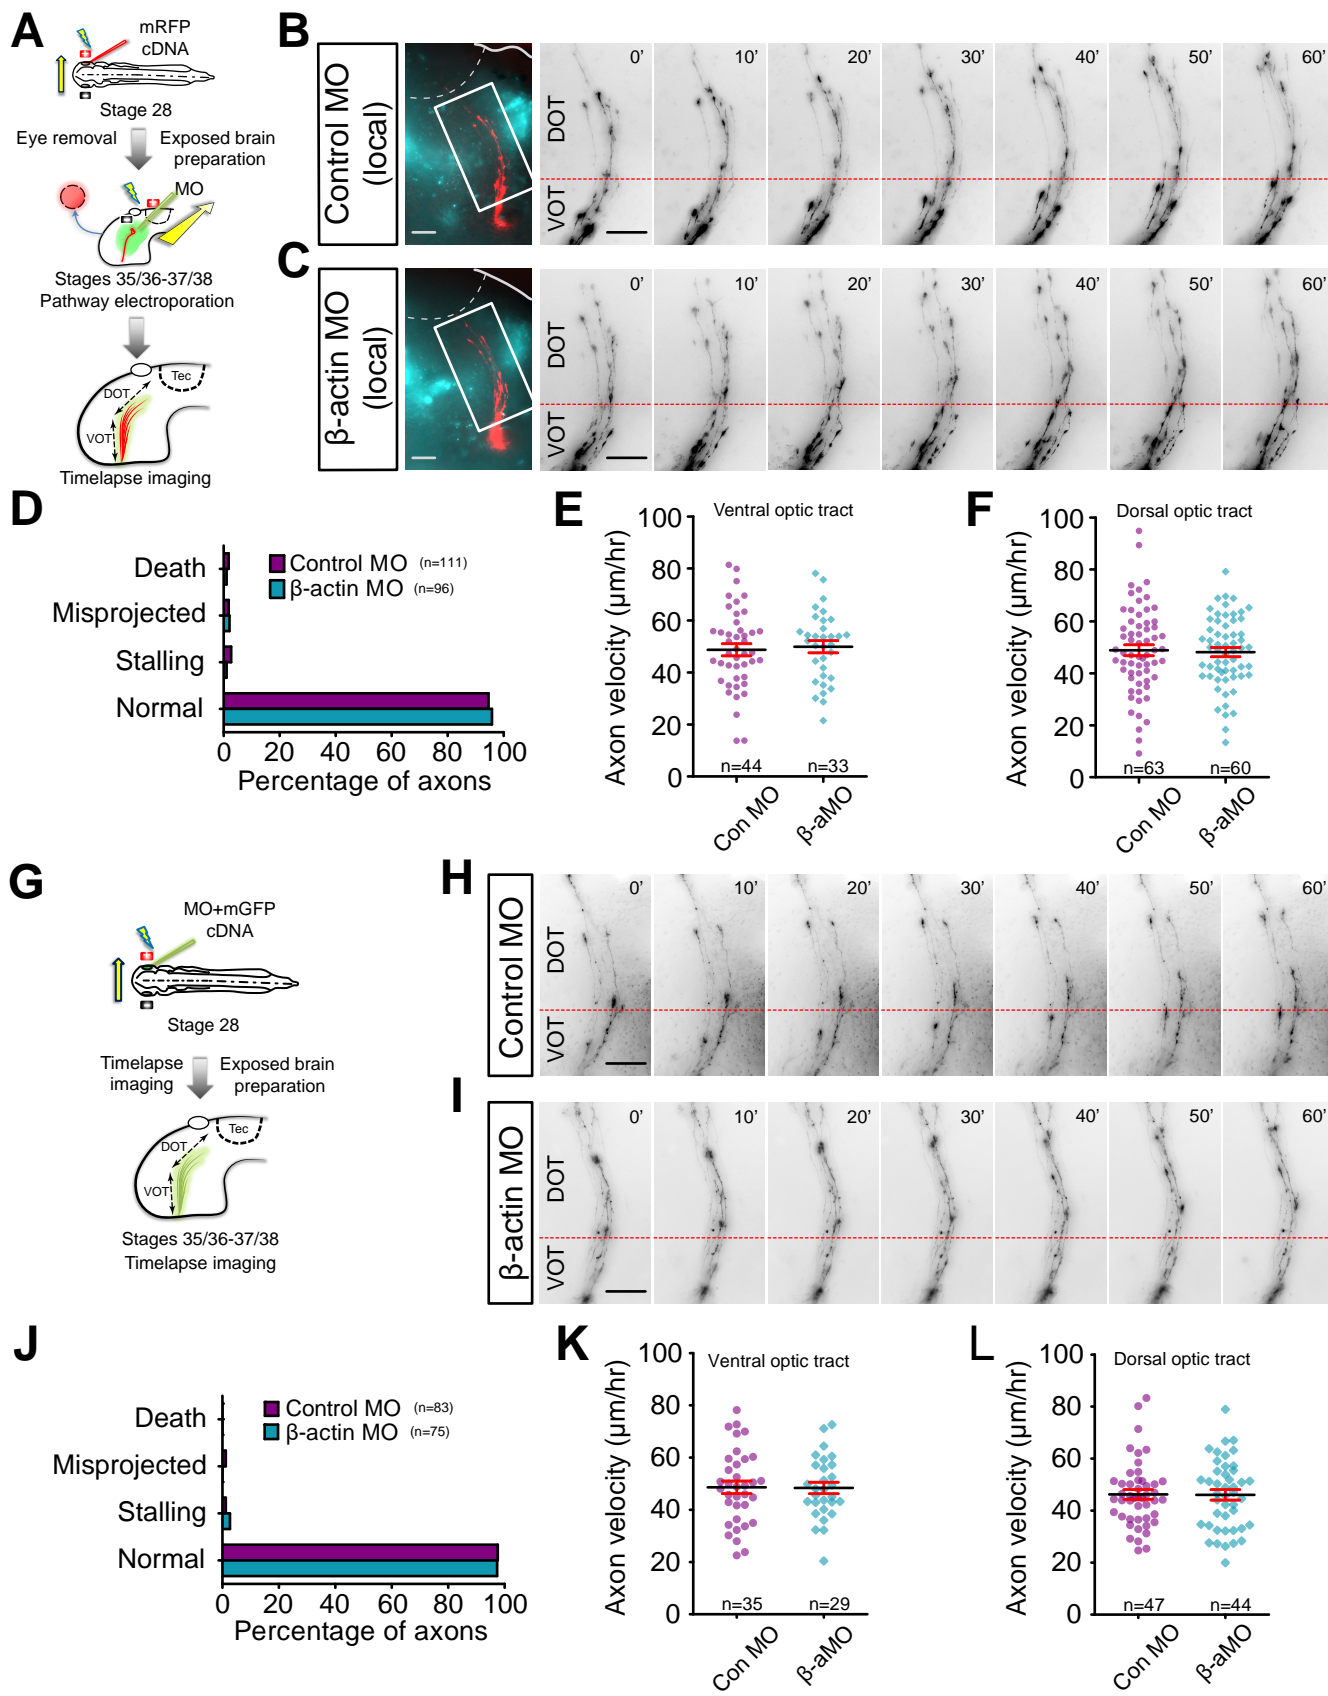 A
mRFP
cDNA
Stage 28
Eye removal
Exposed brain
preparation
MO
Stages 35/36-37/38
Pathway electroporation
Tec
DOT
VOT
Timelapse imaging
B
Control MO
(local)
DOT
VOT
0’
10’
20’
30’
40’
50’
60’
C
β-actin MO
(local)
DOT
VOT
0’
10’
20’
30’
40’
50’
60’
D
Death
Misprojected
Stalling
Normal
Control MO (n=111)
β-actin MO (n=96)
0 20 40 60 80 100
Percentage of axons
E
Ventral optic tract
Axon velocity (µm/hr)
100
80
60
40
20
0
n=44
n=33
Con MO
β-aMO
F
Dorsal optic tract
Axon velocity (µm/hr)
100
80
60
40
20
0
n=63
n=60
Con MO
β-aMO
G
MO+mGFP
cDNA
Stage 28
Timelapse
imaging
Exposed brain
preparation
Tec
DOT
VOT
Stages 35/36-37/38
Timelapse imaging
H
Control MO
DOT
VOT
0’
10’
20’
30’
40’
50’
60’
I
β-actin MO
DOT
VOT
0’
10’
20’
30’
40’
50’
60’
J
Death
Misprojected
Stalling
Normal
Control MO (n=83)
β-actin MO (n=75)
0 20 40 60 80 100
Percentage of axons
K
Ventral optic tract
Axon velocity (µm/hr)
100
80
60
40
20
0
n=35
n=29
Con MO
β-aMO
L
Dorsal optic tract
Axon velocity (µm/hr)
100
80
60
40
20
0
n=47
n=44
Con MO
β-aMO